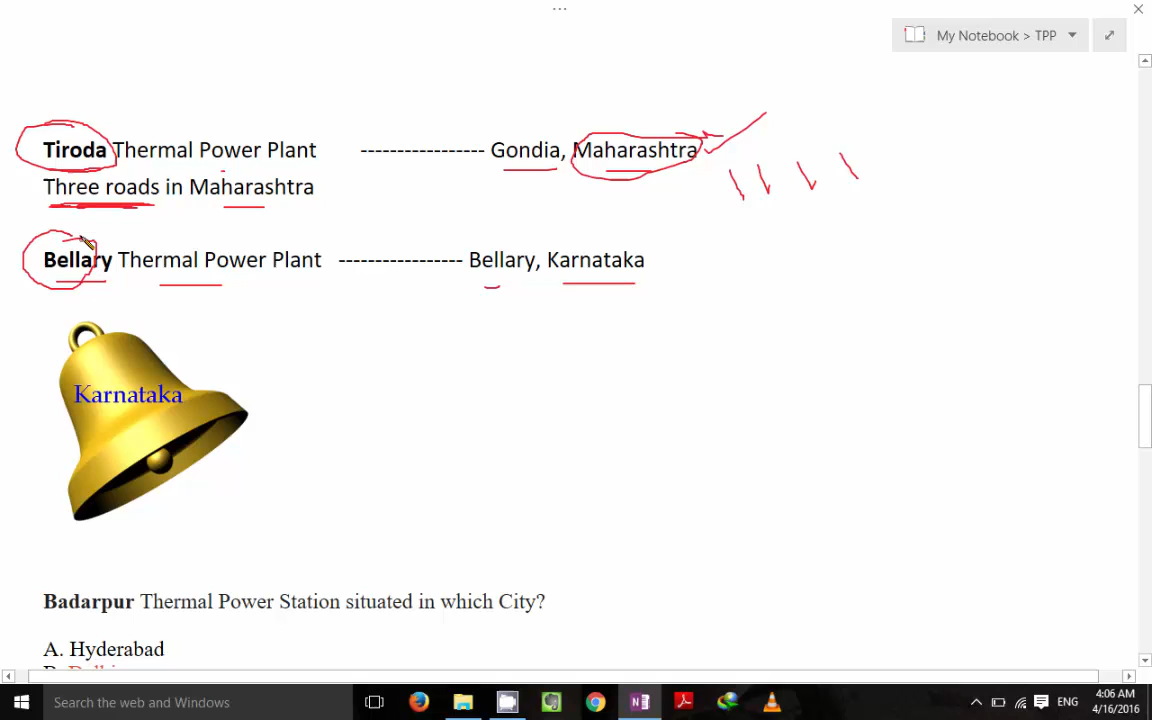 My Notebook > TPP
Tiroda Thermal Power Plant ----------------- Gondia, Maharashtra
Three roads in Maharashtra
Bellary Thermal Power Plant ----------------- Bellary, Karnataka
Karnataka
Badarpur Thermal Power Station situated in which City?
A. Hyderabad
Search the web and Windows
ENG
4:06 AM
4/16/2016